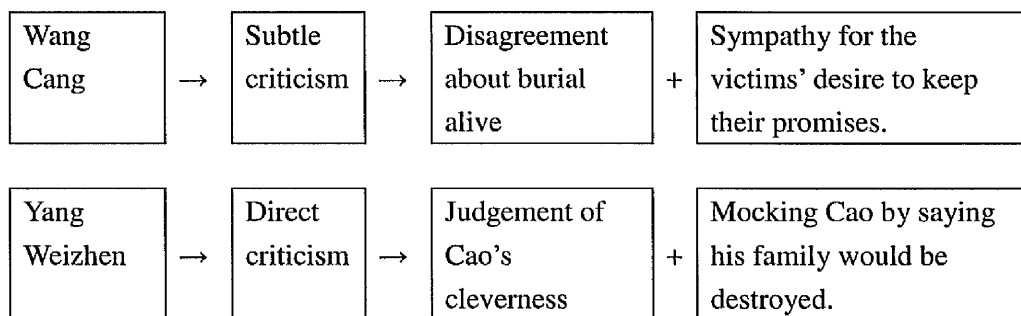 Wang Cang → Subtle criticism → Disagreement about burial alive + Sympathy for the victims’ desire to keep their promises.
Yang Weizhen → Direct criticism → Judgement of Cao's cleverness + Mocking Cao by saying his family would be destroyed.